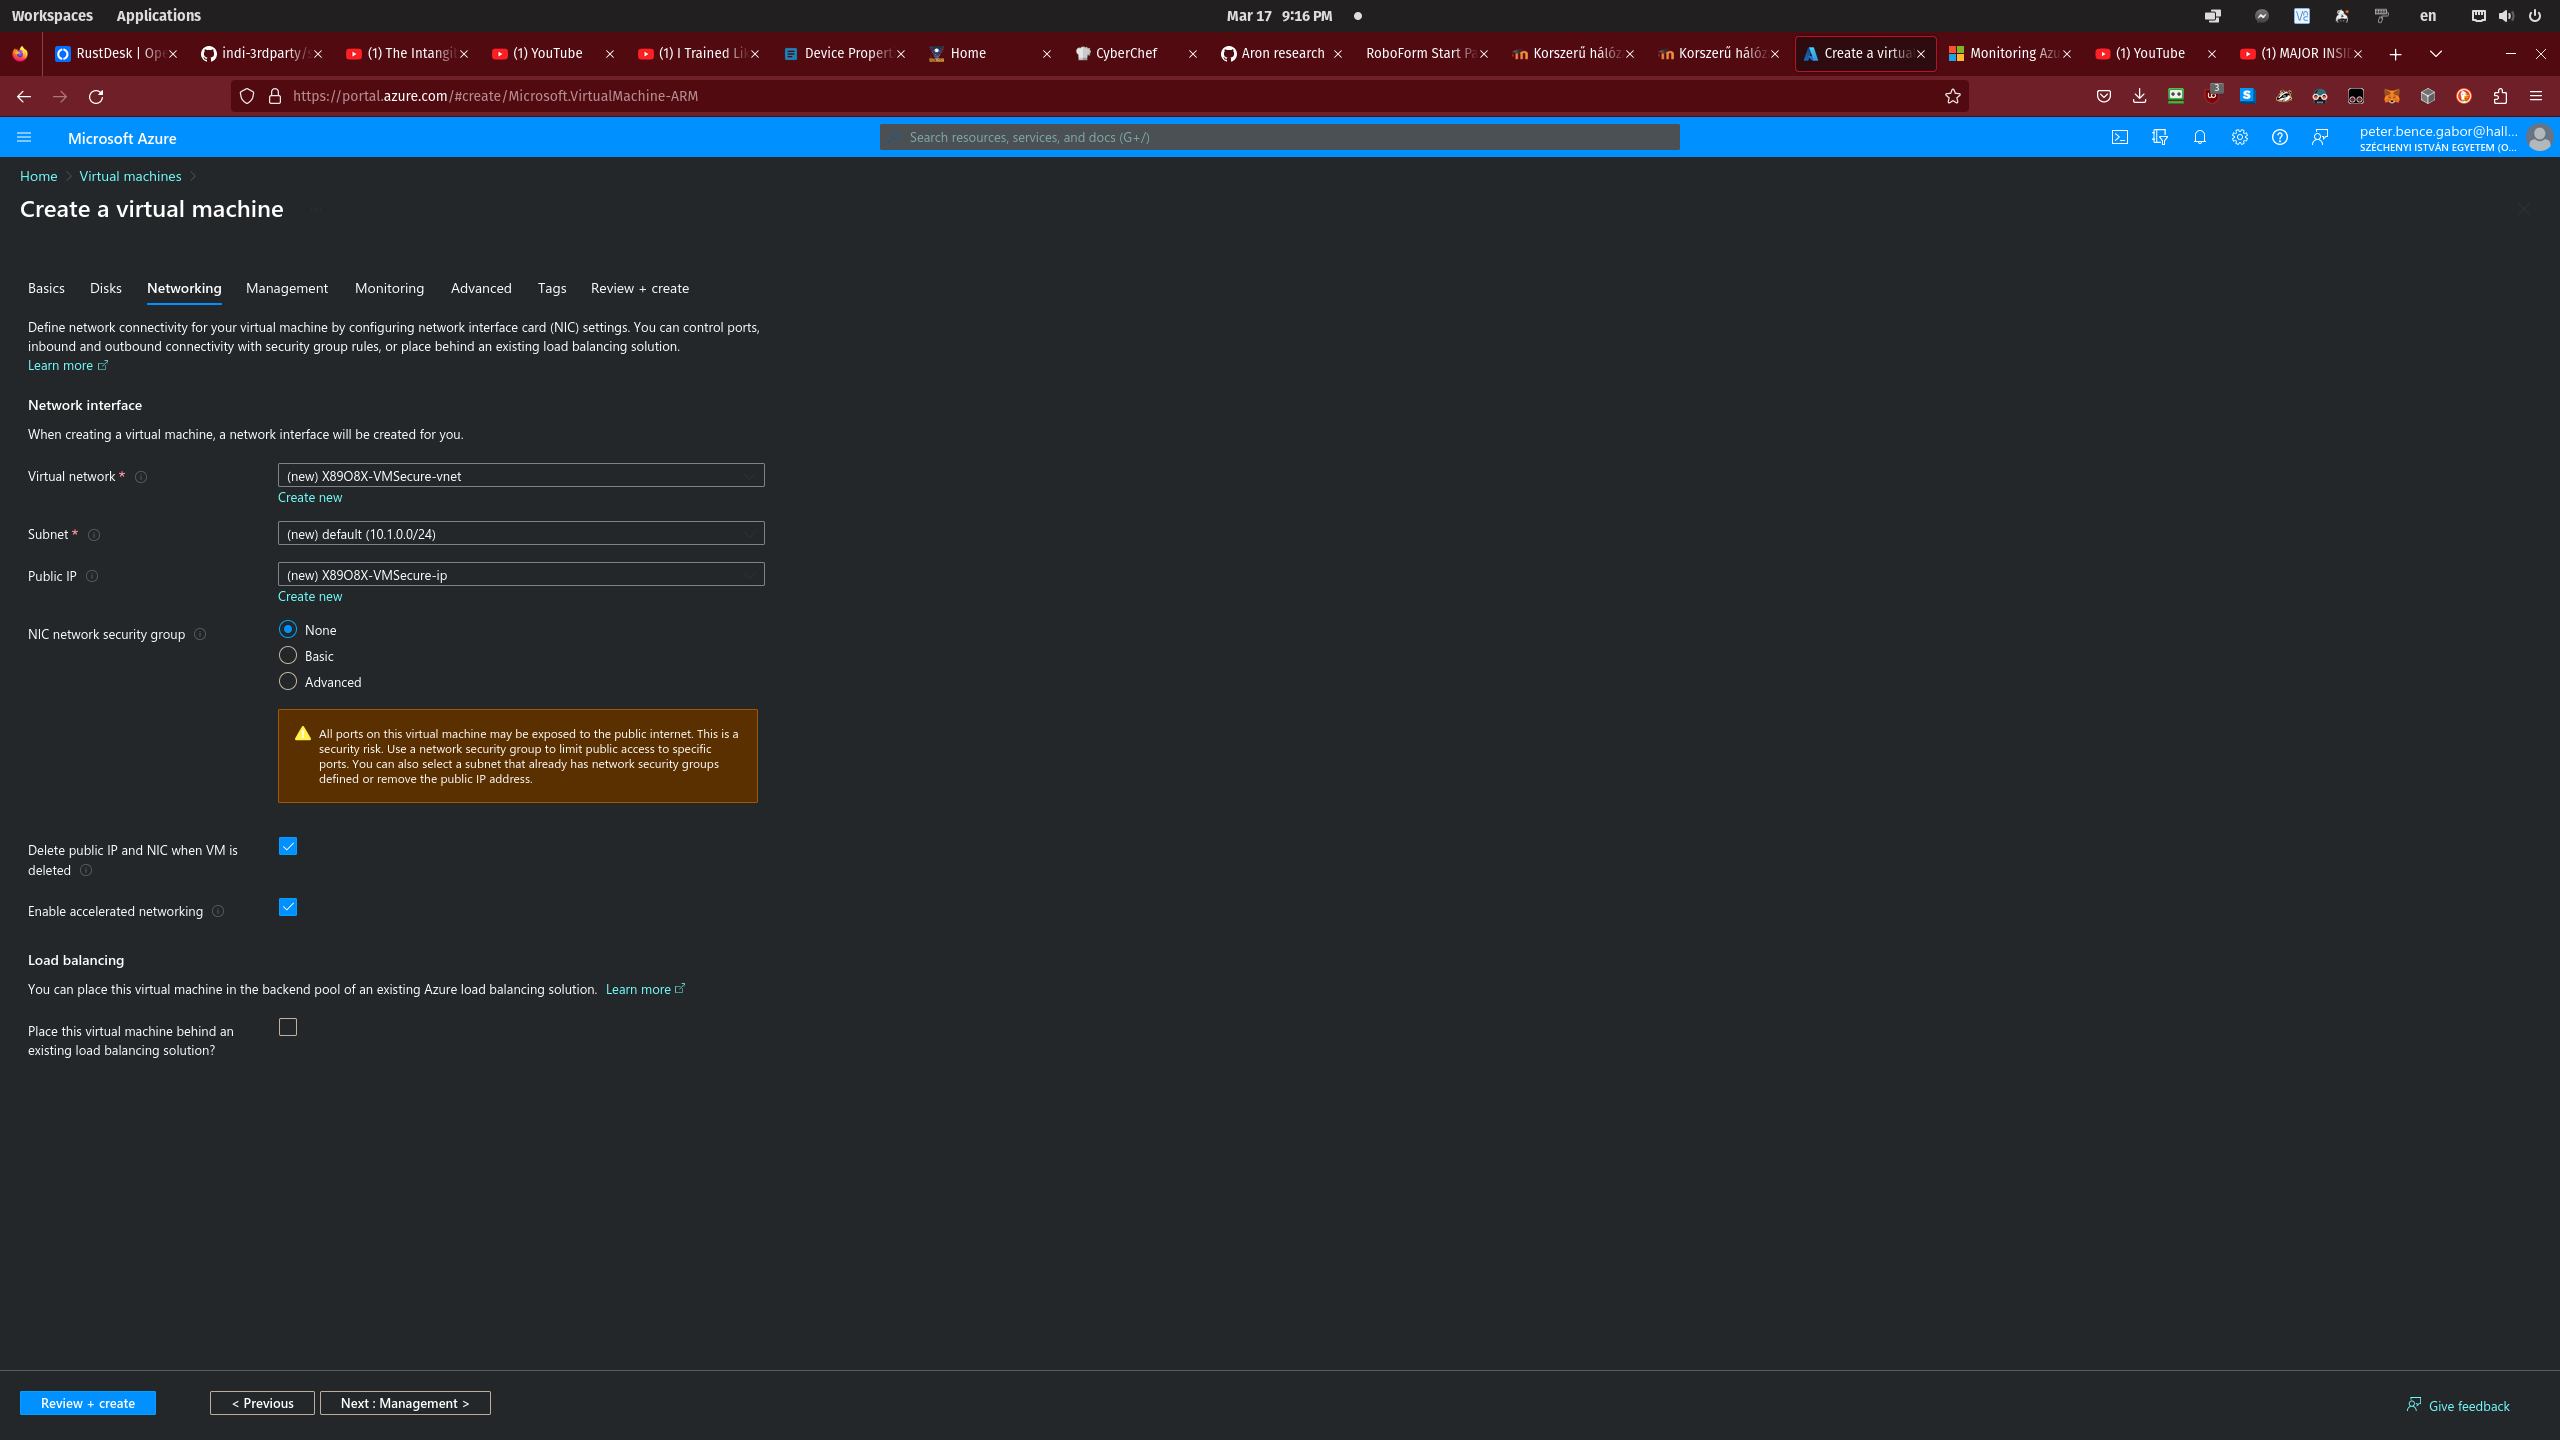 Workspaces Applications Mar 17 9:16 PM en
RustDesk | Ope indi-3rdparty/s (1) The Intangi (1) YouTube (1) I Trained Li Device Propert Home CyberChef Aron research RoboForm Start Pa Korszerű hálóz Korszerű hálóz Create a virtua Monitoring Azu (1) YouTube (1) MAJOR INSI
https://portal.azure.com/#create/Microsoft.VirtualMachine-ARM 3
Microsoft Azure Search resources, services, and docs (G+/) peter.bence.gabor@hall...
SZÉCHENYI ISTVÁN EGYETEM (O...
Home Virtual machines
Create a virtual machine
Basics Disks Networking Management Monitoring Advanced Tags Review + create
Define network connectivity for your virtual machine by configuring network interface card (NIC) settings. You can control ports,
inbound and outbound connectivity with security group rules, or place behind an existing load balancing solution.
Learn more
Network interface
When creating a virtual machine, a network interface will be created for you.
Virtual network * (new) X89O8X-VMSecure-vnet
Create new
Subnet * (new) default (10.1.0.0/24)
Public IP (new) X89O8X-VMSecure-ip
Create new
NIC network security group None
Basic
Advanced
All ports on this virtual machine may be exposed to the public internet. This is a
security risk. Use a network security group to limit public access to specific
ports. You can also select a subnet that already has network security groups
defined or remove the public IP address.
Delete public IP and NIC when VM is
deleted
Enable accelerated networking
Load balancing
You can place this virtual machine in the backend pool of an existing Azure load balancing solution. Learn more
Place this virtual machine behind an
existing load balancing solution?
Review + create < Previous Next : Management > Give feedback